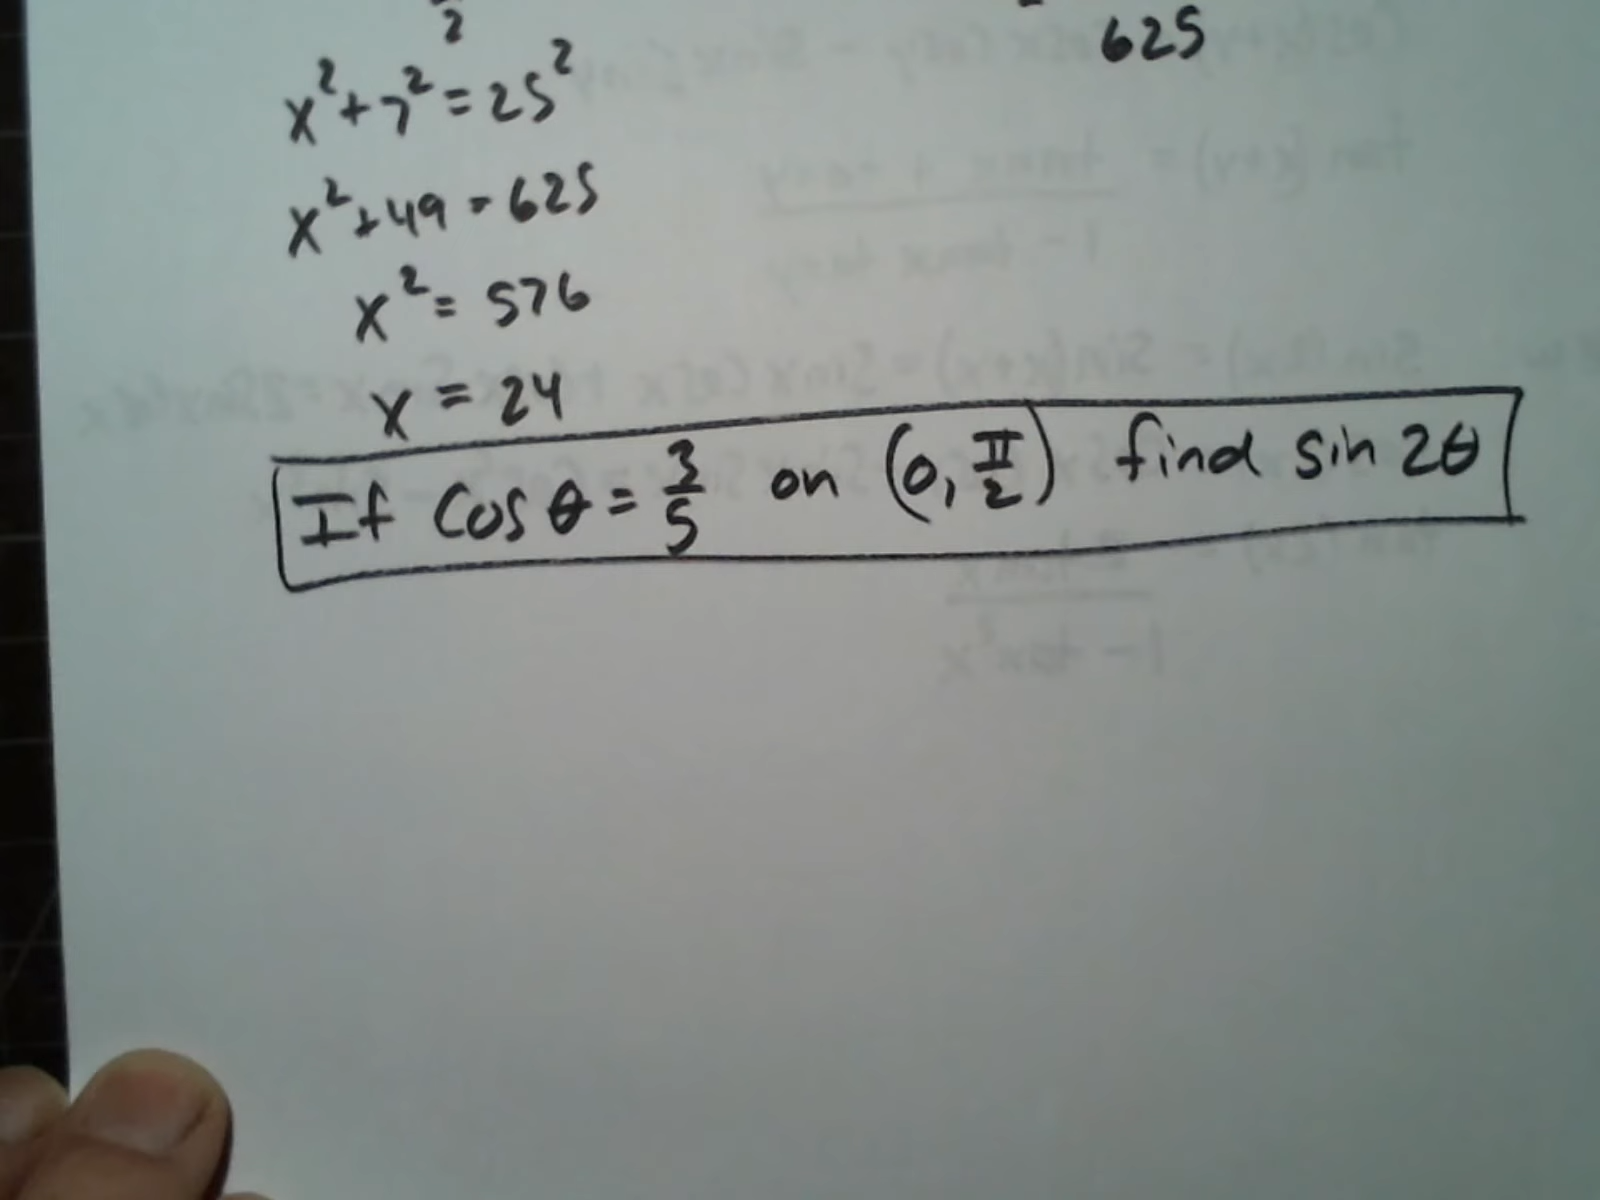 2
625
x² + 7² = 25²
x² + 49 = 625
x² = 576
x = 24
If Cos θ = 3/5 on (0, π/2) find sin 2θ